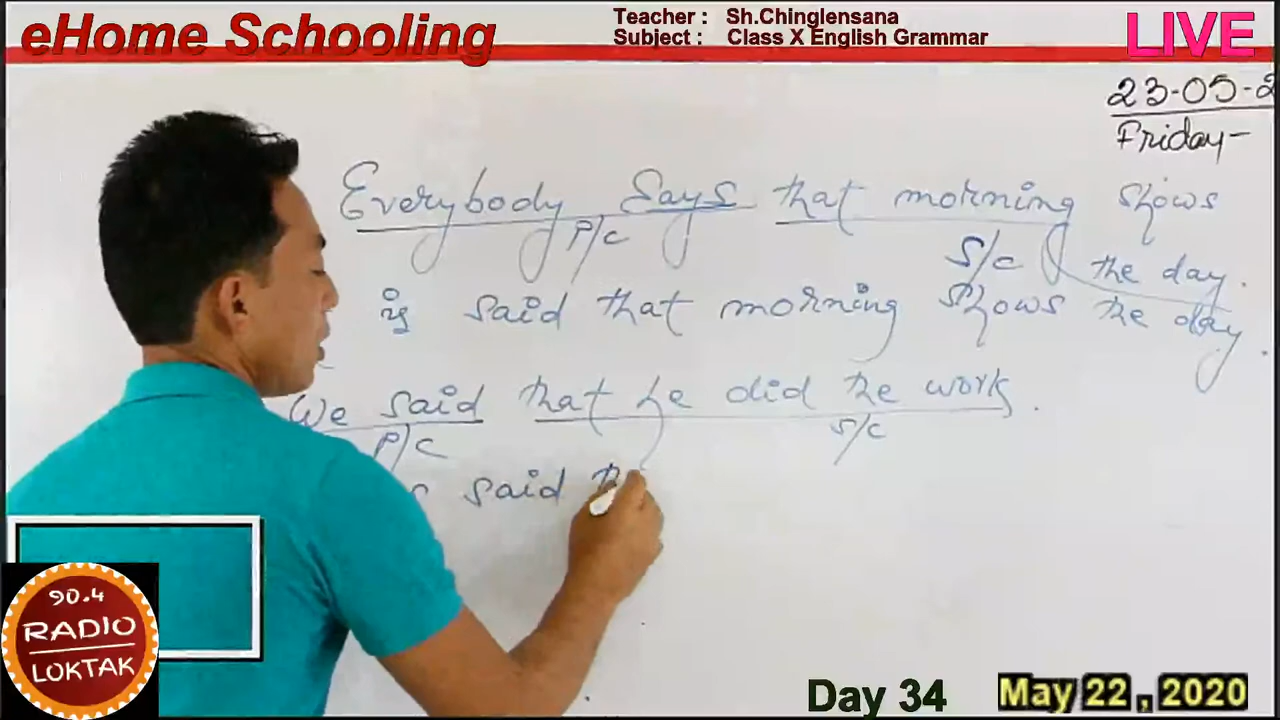 eHome Schooling
Teacher : Sh.Chinglensana
Subject : Class X English Grammar
LIVE
23-05-2
Friday-
Everybody says that morning shows
P/C
S/C the day.
is said that morning shows the day.
We said that he did the work.
P/C S/C
said
90.4
RADIO
LOKTAK
Day 34
May 22 , 2020